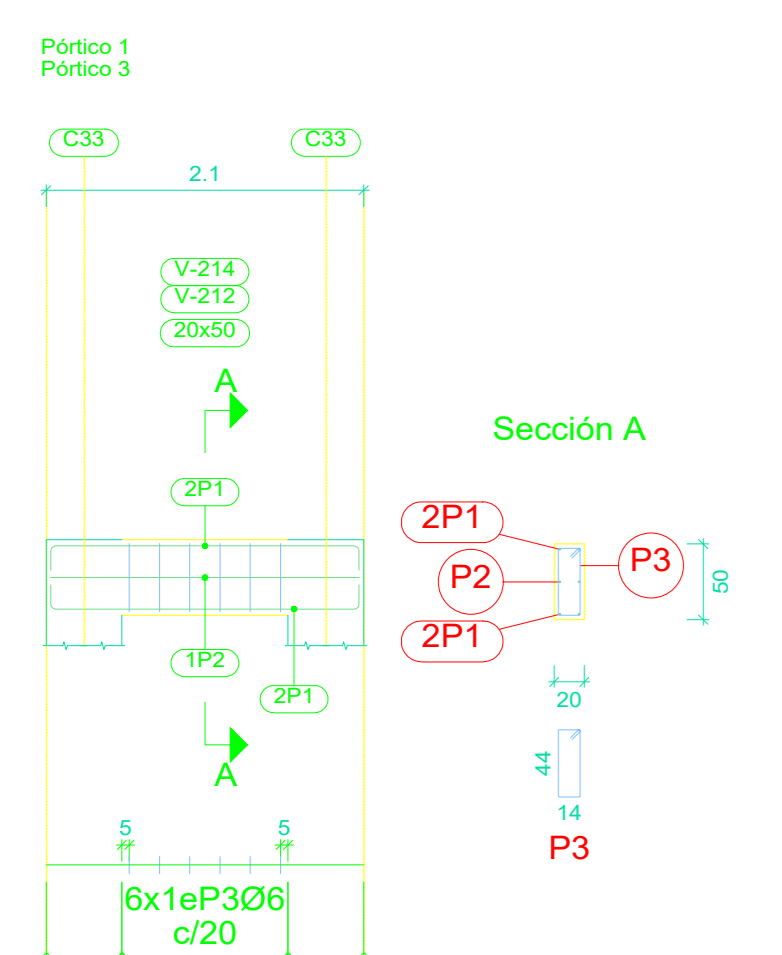 Pórtico 1
Pórtico 3
C33
C33
2.1
V-214
V-212
20x50
A
Sección A
2P1
2P1
P2
P3
50
2P1
1P2
2P1
20
A
44
14
P3
5
5
6x1eP3Ø6
c/20